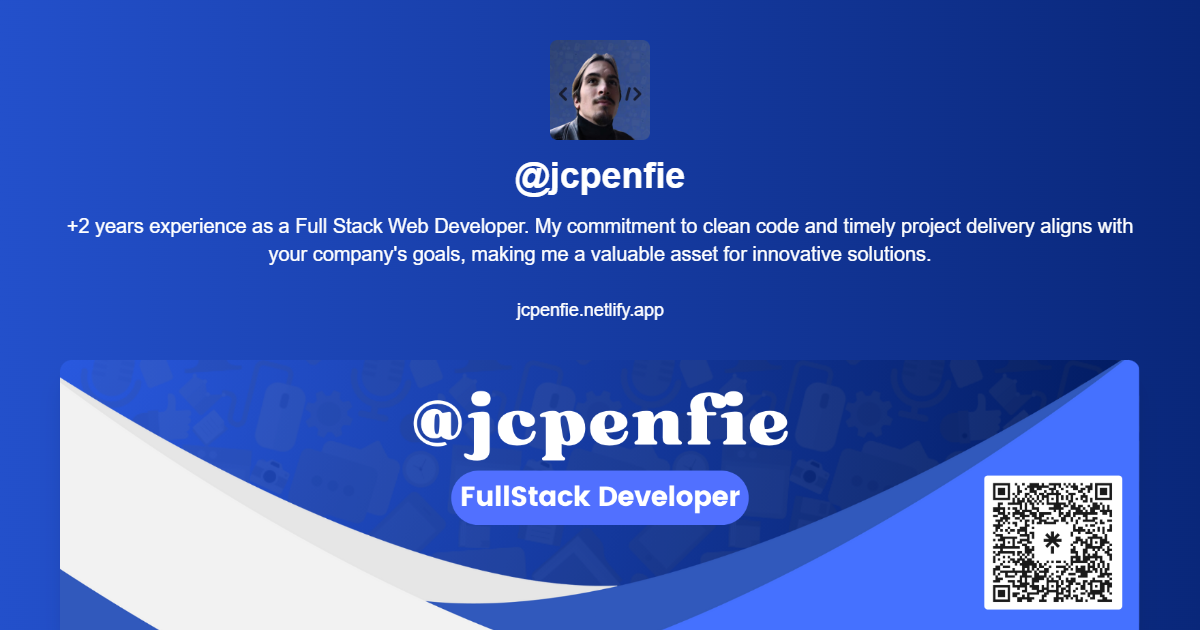 < />
@jcpenfie
+2 years experience as a Full Stack Web Developer. My commitment to clean code and timely project delivery aligns with
your company's goals, making me a valuable asset for innovative solutions.
jcpenfie.netlify.app
@jcpenfie
FullStack Developer